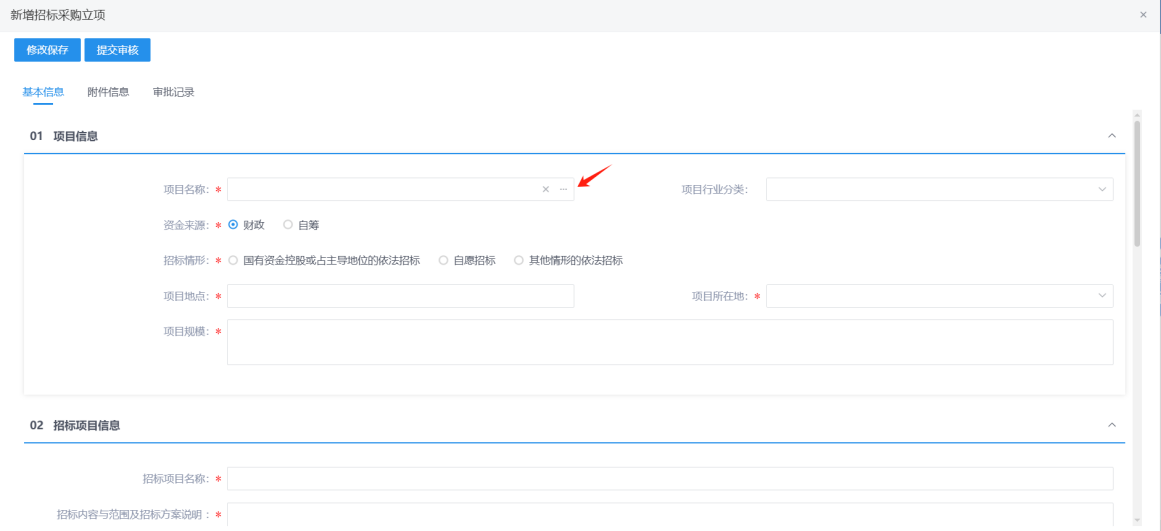 新增招标采购立项 ×
修改保存 提交审核
基本信息 附件信息 审批记录
01 项目信息
项目名称: * × ··· 项目行业分类:
资金来源: * 财政 自筹
招标情形: * 国有资金控股或占主导地位的依法招标 自愿招标 其他情形的依法招标
项目地点: * 项目所在地: *
项目规模: *
02 招标项目信息
招标项目名称: *
招标内容与范围及招标方案说明: *